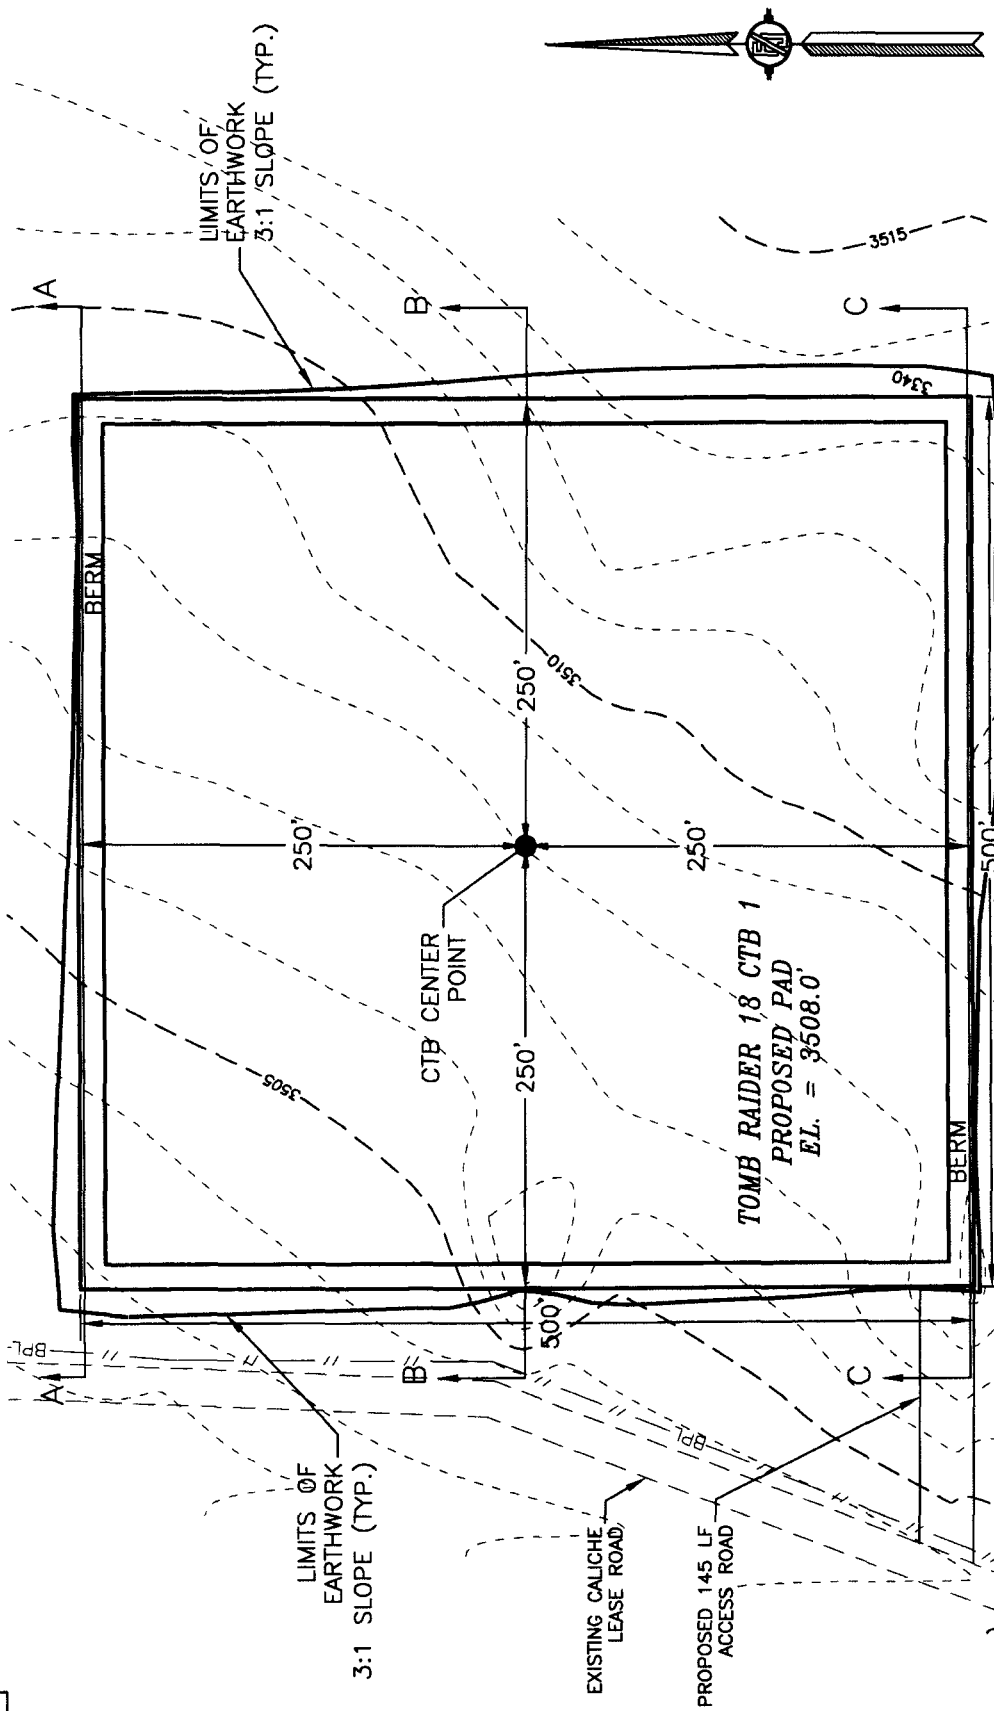 LIMITS OF
EARTHWORK
3:1 SLOPE (TYP.)
A
B
C
3515
3340
BERM
3510
250'
250'
250'
250'
500'
CTB CENTER
POINT
TOMB RAIDER 18 CTB 1
PROPOSED PAD
EL. = 3508.0'
3505
BERM
500'
BPL
A
B
C
BPL
LIMITS OF
EARTHWORK
3:1 SLOPE (TYP.)
EXISTING CALICHE
LEASE ROAD
PROPOSED 145 LF
ACCESS ROAD